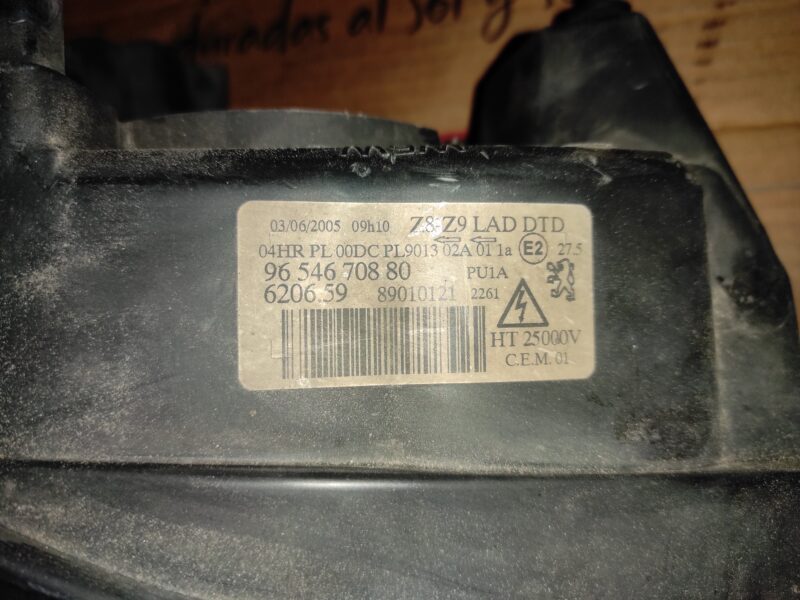 duradas al Sol y
03/06/2005 09h10 Z8-Z9 LAD DTD
04HR PL 00DC PL9013 02A 01 1a E2 27.5
96 546 708 80 PU1A
6206.59 89010121 2261
HT 25000V
C.E.M. 01